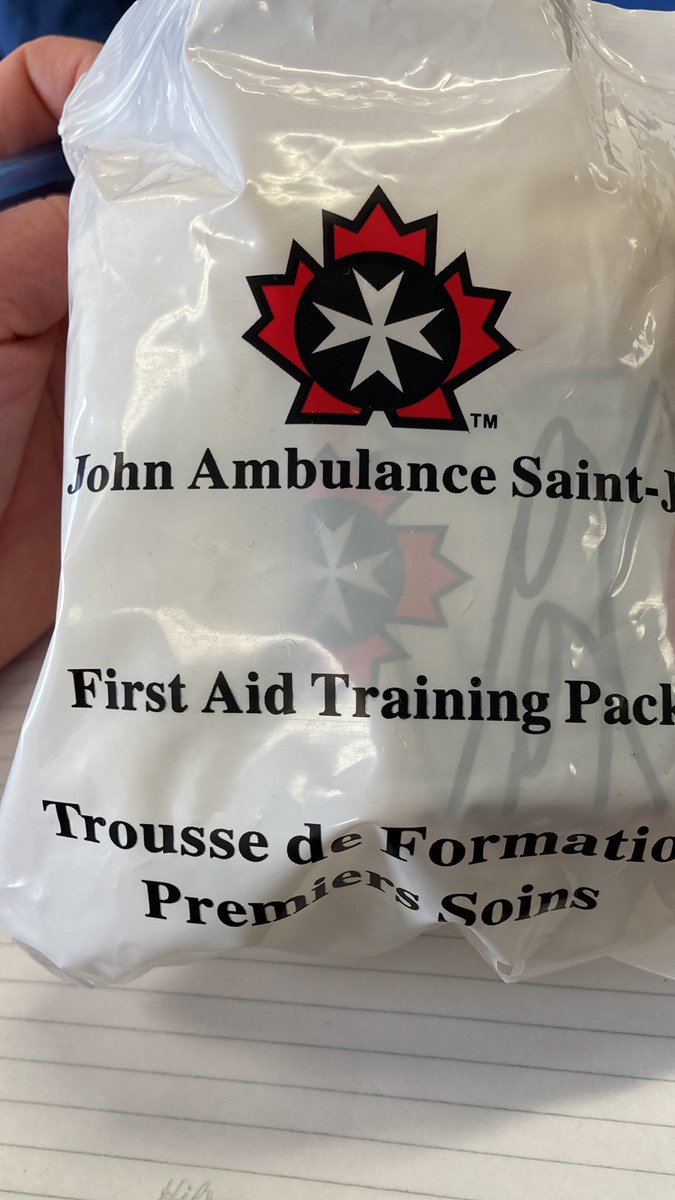 TM
John Ambulance Saint-J
First Aid Training Pack
Trousse de Formatio
Premiers Soins